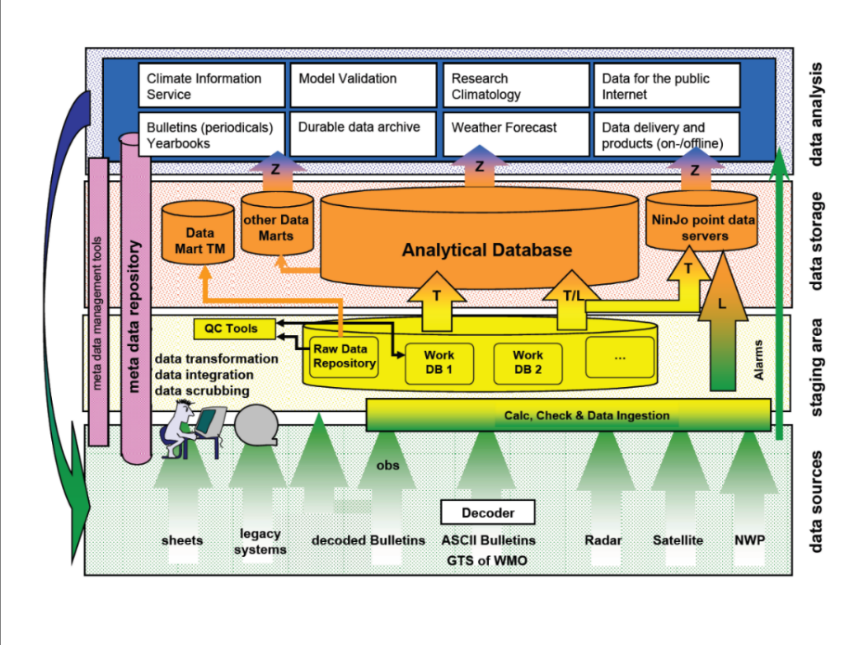 Climate Information
Service
Model Validation
Research
Climatology
Data for the public
Internet
Bulletins (periodicals)
Yearbooks
Durable data archive
Weather Forecast
Data delivery and
products (on-/offline)
data analysis
Z
Z
Z
Data
Mart TM
other Data
Marts
Analytical Database
NinJo point data
servers
data storage
meta data management tools
meta data repository
T
T/L
T
L
QC Tools
Raw Data
Repository
Work
DB 1
Work
DB 2
...
data transformation
data integration
data scrubbing
Alarms
staging area
Calc, Check & Data Ingestion
obs
Decoder
sheets
legacy
systems
decoded Bulletins
ASCII Bulletins
GTS of WMO
Radar
Satellite
NWP
data sources